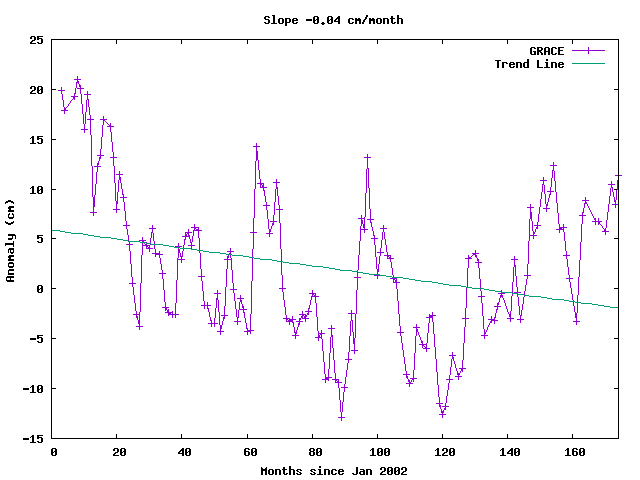 Slope -0.04 cm/month
25
20
15
10
5
0
-5
-10
-15
Anomaly (cm)
GRACE
Trend Line
0 20 40 60 80 100 120 140 160
Months since Jan 2002